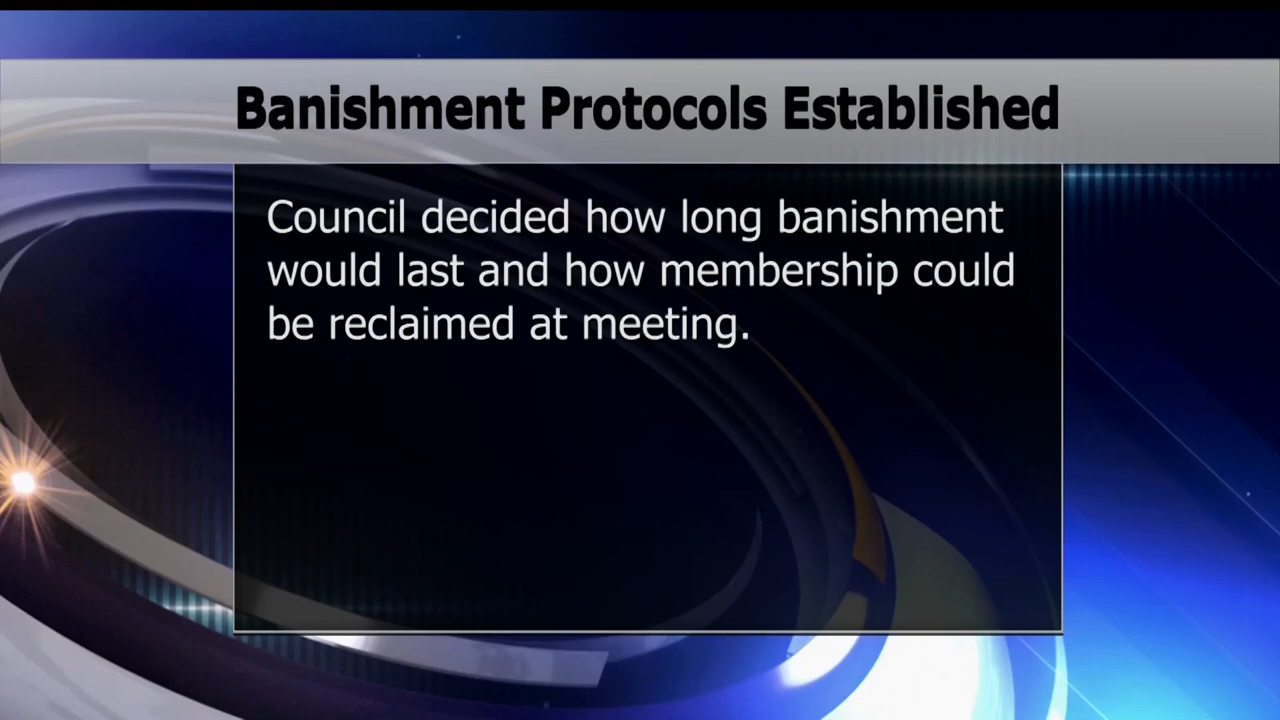 Banishment Protocols Established
Council decided how long banishment
would last and how membership could
be reclaimed at meeting.